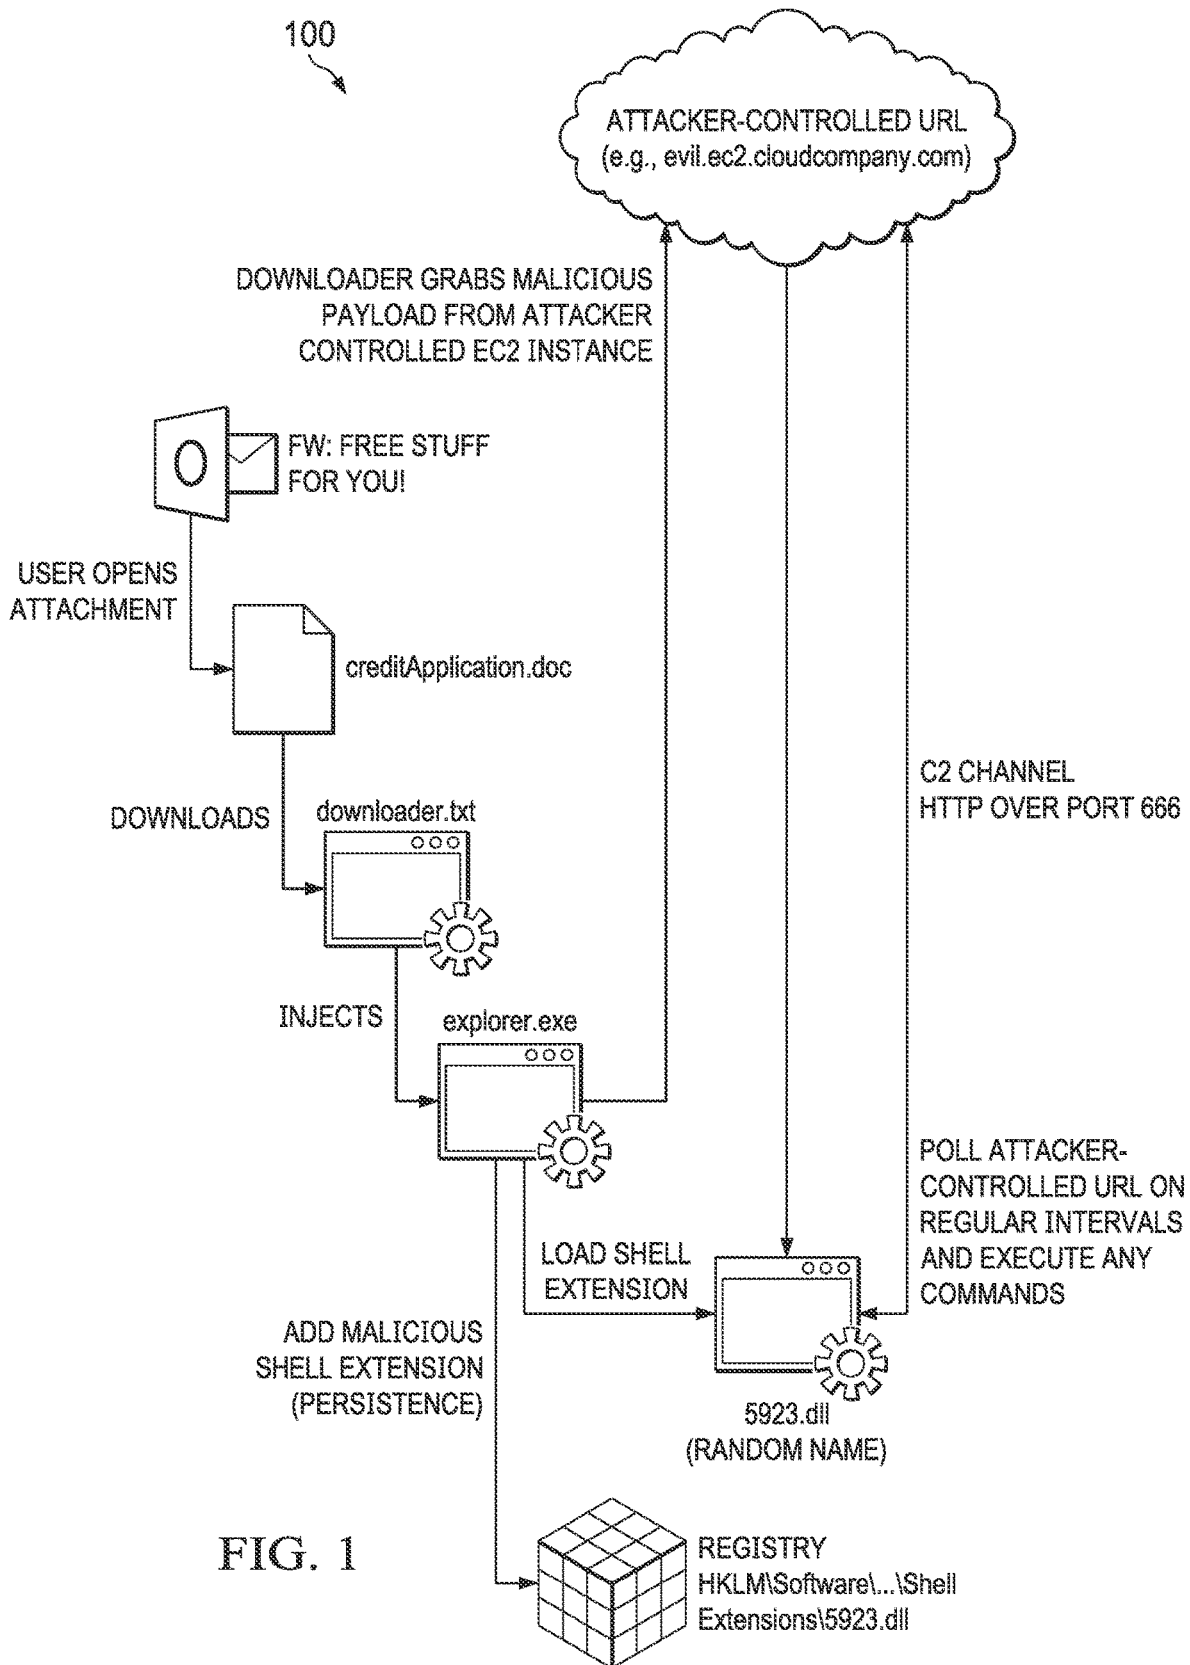 100
ATTACKER-CONTROLLED URL
(e.g., evil.ec2.cloudcompany.com)
DOWNLOADER GRABS MALICIOUS
PAYLOAD FROM ATTACKER
CONTROLLED EC2 INSTANCE
FW: FREE STUFF
FOR YOU!
USER OPENS
ATTACHMENT
creditApplication.doc
C2 CHANNEL
HTTP OVER PORT 666
DOWNLOADS
downloader.txt
INJECTS
explorer.exe
POLL ATTACKER-
CONTROLLED URL ON
REGULAR INTERVALS
AND EXECUTE ANY
COMMANDS
LOAD SHELL
EXTENSION
ADD MALICIOUS
SHELL EXTENSION
(PERSISTENCE)
5923.dll
(RANDOM NAME)
FIG. 1
REGISTRY
HKLM\Software\...\Shell
Extensions\5923.dll